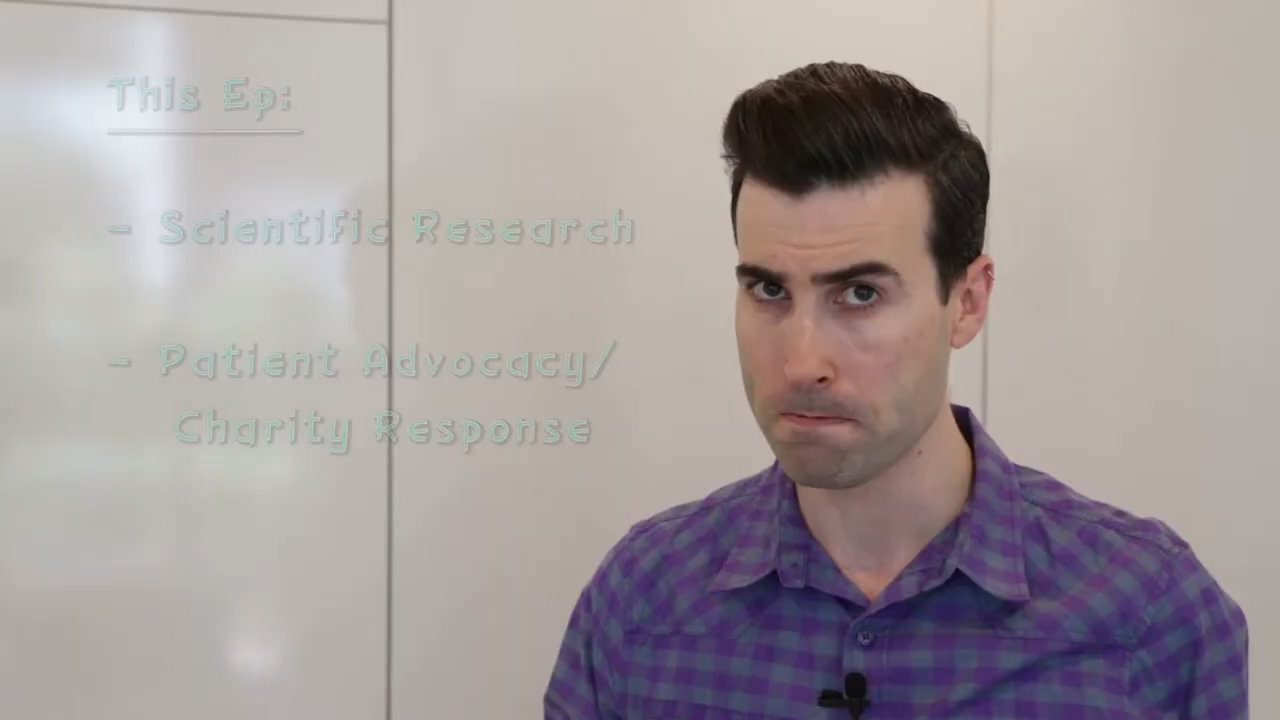 This Ep:
- Scientific Research
- Patient Advocacy/
Charity Response